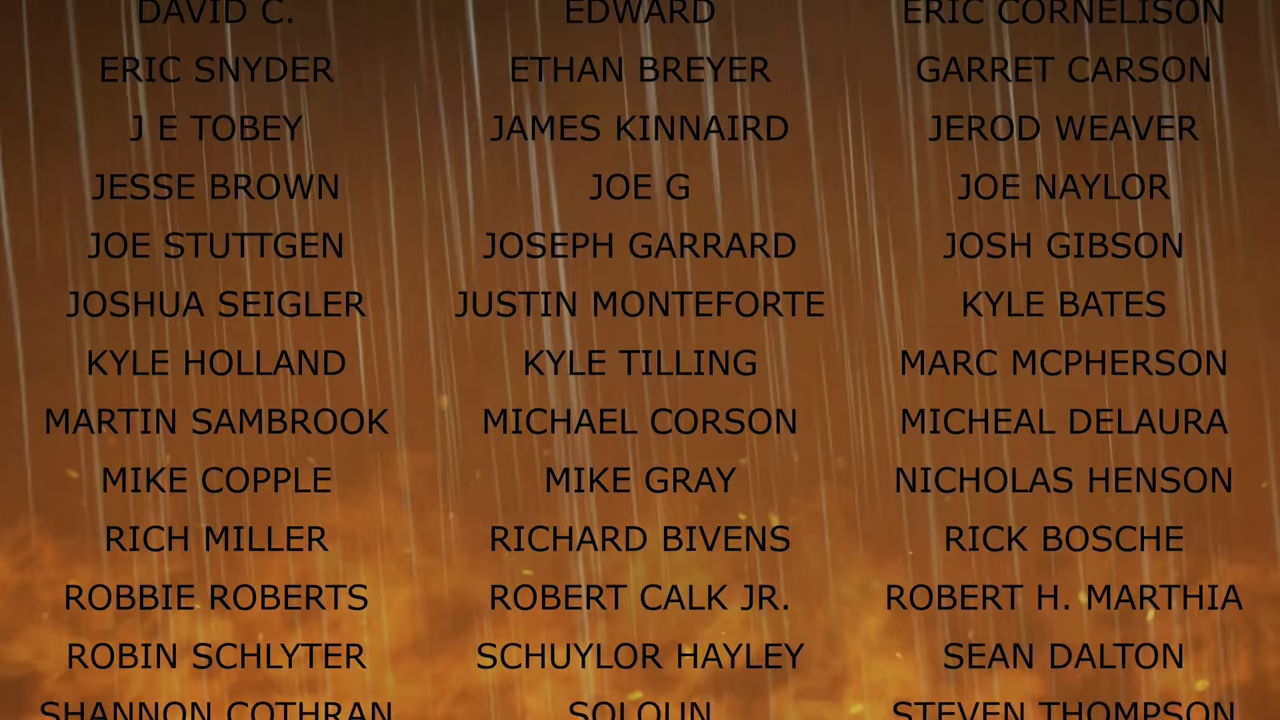 DAVID C. EDWARD ERIC CORNELISON
ERIC SNYDER ETHAN BREYER GARRET CARSON
J E TOBEY JAMES KINNAIRD JEROD WEAVER
JESSE BROWN JOE G JOE NAYLOR
JOE STUTTGEN JOSEPH GARRARD JOSH GIBSON
JOSHUA SEIGLER JUSTIN MONTEFORTE KYLE BATES
KYLE HOLLAND KYLE TILLING MARC MCPHERSON
MARTIN SAMBROOK MICHAEL CORSON MICHEAL DELAURA
MIKE COPPLE MIKE GRAY NICHOLAS HENSON
RICH MILLER RICHARD BIVENS RICK BOSCHE
ROBBIE ROBERTS ROBERT CALK JR. ROBERT H. MARTHIA
ROBIN SCHLYTER SCHUYLOR HAYLEY SEAN DALTON
SHANNON COTHRAN SOLOUN STEVEN THOMPSON